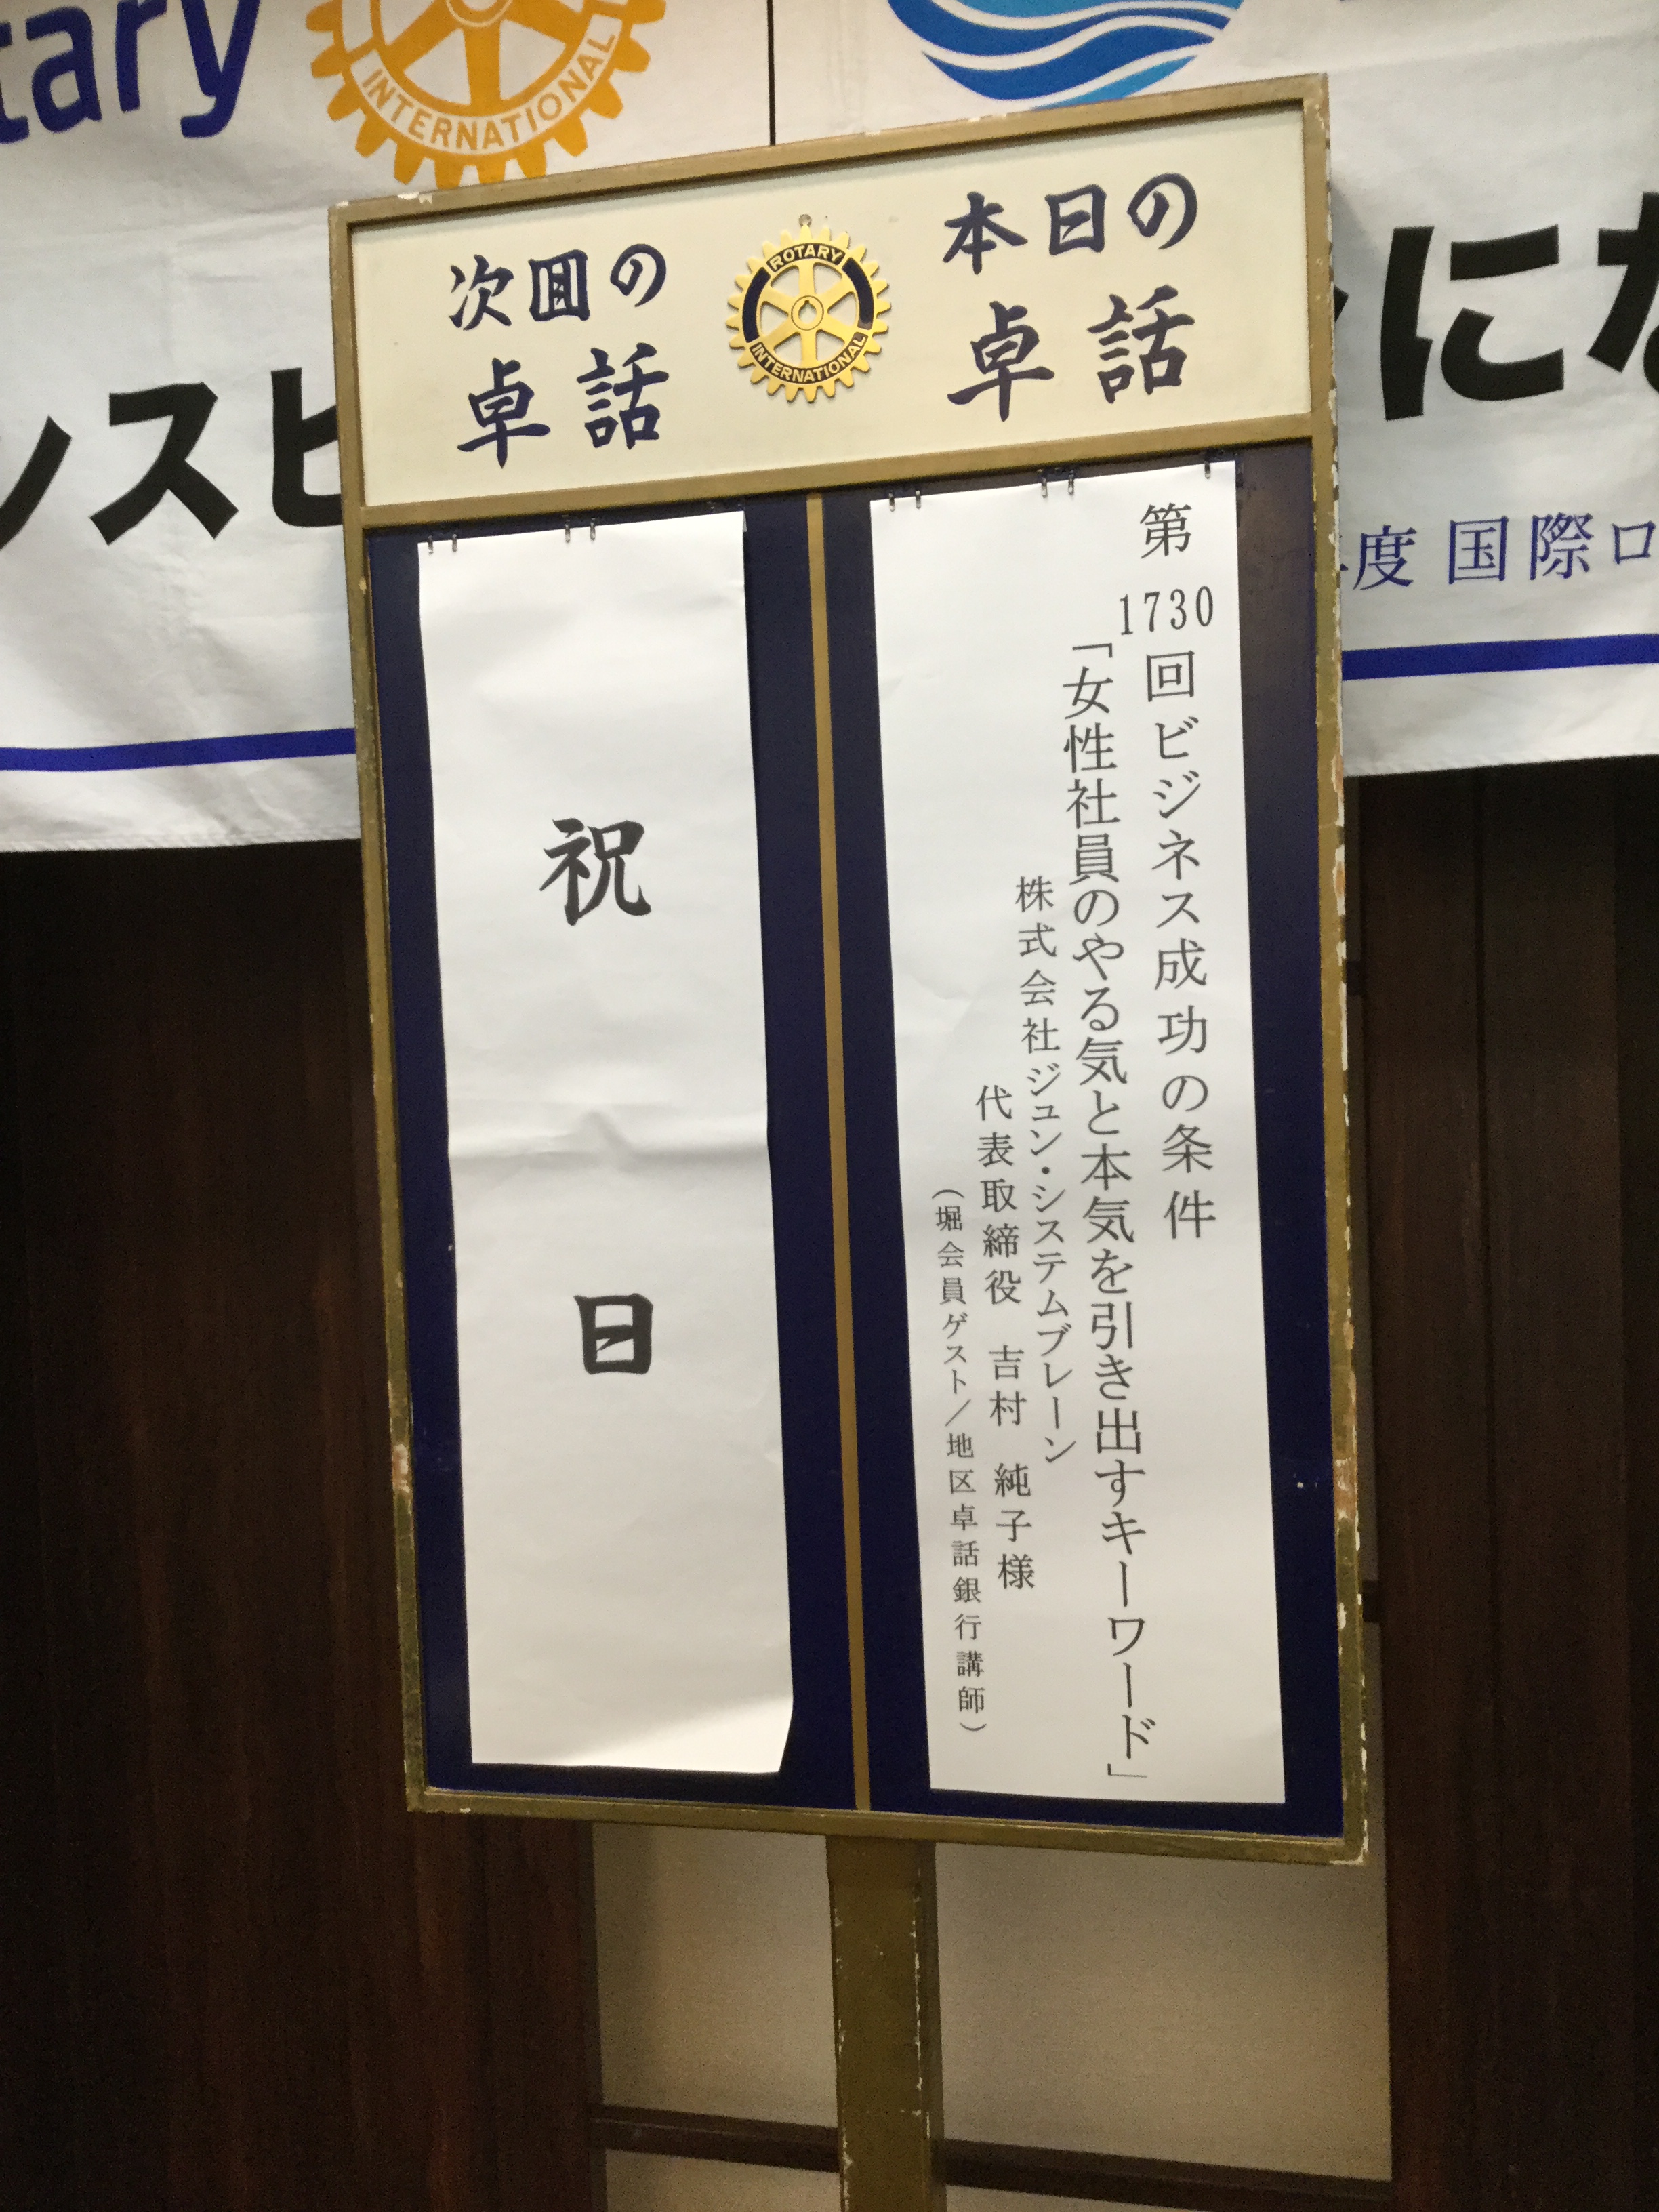 tary
INTERNATIONAL
ンスピ
にな
度 国際ロ
本日の
卓話
ROTARY
INTERNATIONAL
次回の
卓話
第1730回ビジネス成功の条件
「女性社員のやる気と本気を引き出すキーワード」
株式会社ジュン・システムブレーン
代表取締役 吉村 純子様
(堀会員ゲスト/地区卓話銀行講師)
祝日